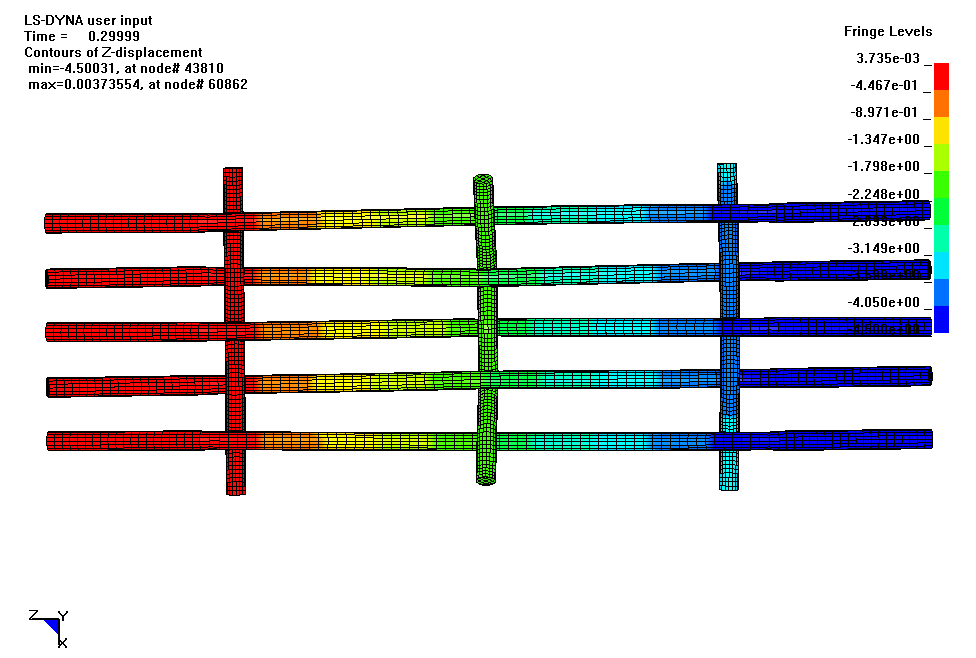 LS-DYNA user input
Time = 0.29999
Contours of Z-displacement
min=-4.50031, at node# 43810
max=0.00373554, at node# 60862
Fringe Levels
3.735e-03
-4.467e-01
-8.971e-01
-1.347e+00
-1.798e+00
-2.248e+00
-3.149e+00
-4.050e+00
Z Y
X